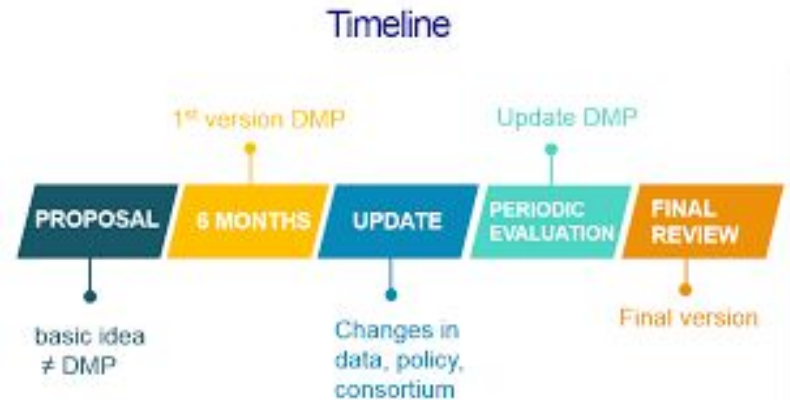 Timeline
1st version DMP
Update DMP
PROPOSAL
6 MONTHS
UPDATE
PERIODIC
EVALUATION
FINAL
REVIEW
basic idea
≠ DMP
Changes in
data, policy,
consortium
Final version